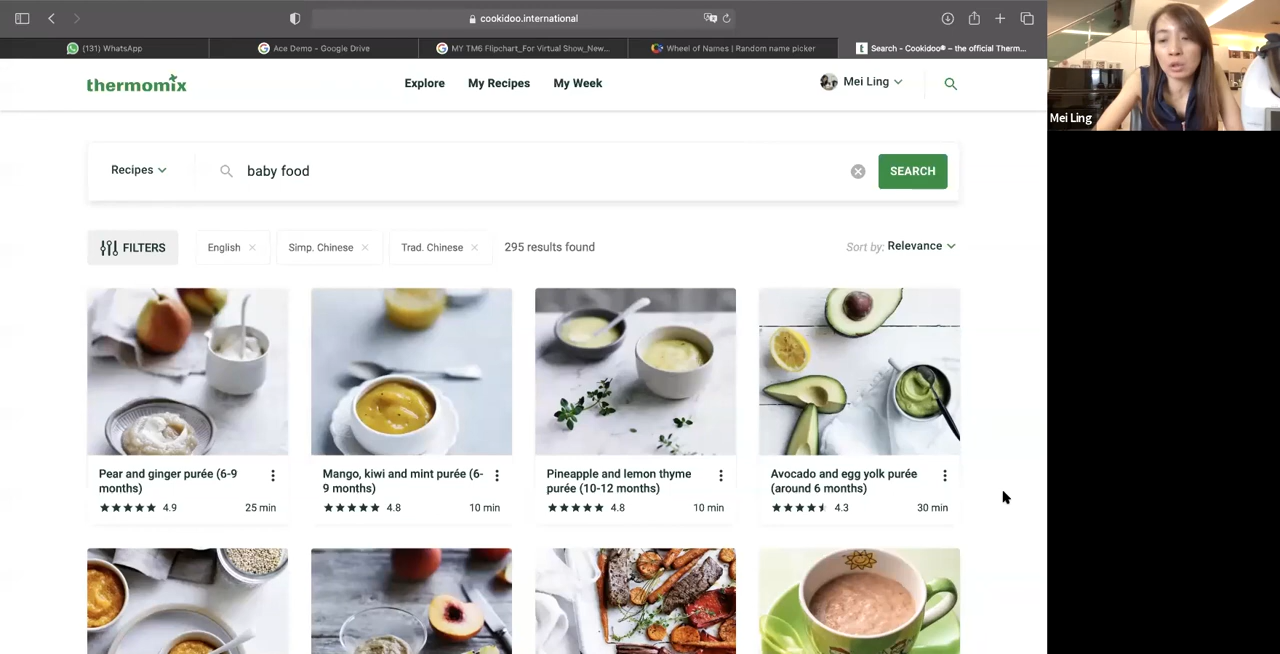 cookidoo.international
(131) WhatsApp
Ace Demo - Google Drive
MY TM6 Flipchart_For Virtual Show_New...
Wheel of Names | Random name picker
Search - Cookidoo® – the official Therm...
thermomix
Explore
My Recipes
My Week
Mei Ling
Mei Ling
Recipes
baby food
SEARCH
FILTERS
English
Simp. Chinese
Trad. Chinese
295 results found
Sort by: Relevance
Pear and ginger purée (6-9
months)
4.9
25 min
Mango, kiwi and mint purée (6-
9 months)
4.8
10 min
Pineapple and lemon thyme
purée (10-12 months)
4.8
10 min
Avocado and egg yolk purée
(around 6 months)
4.3
30 min